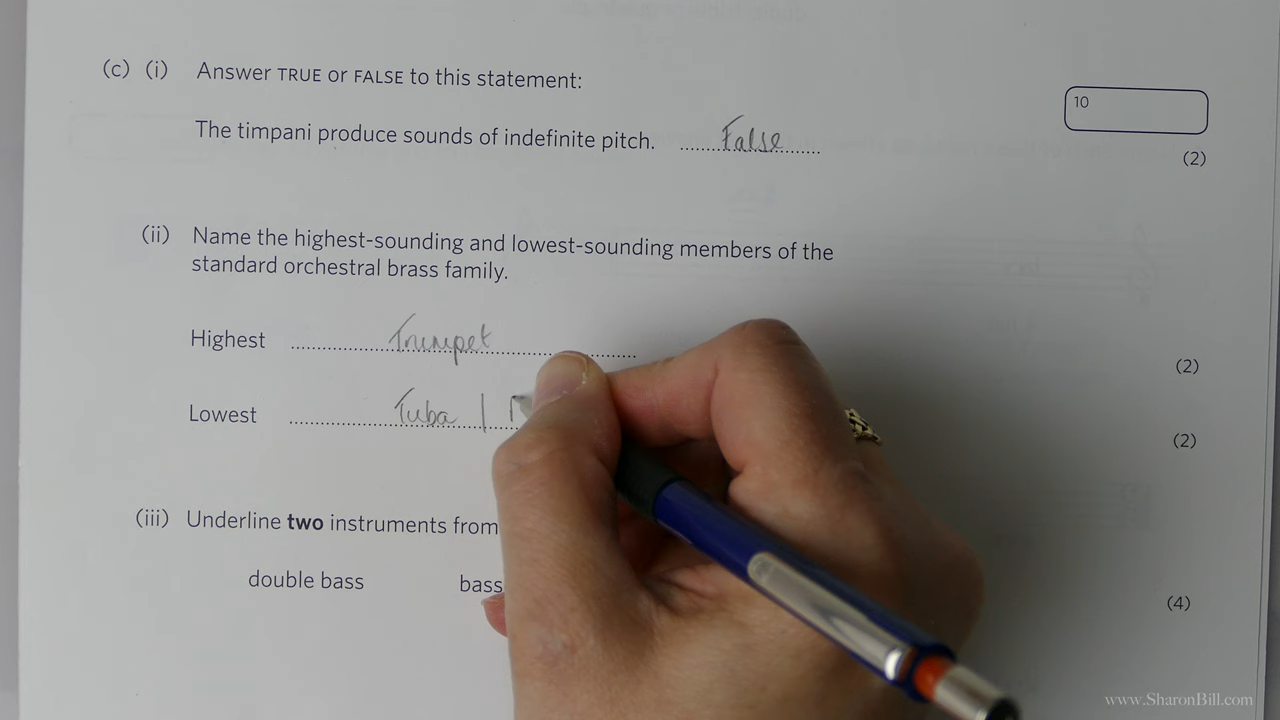 (c) (i) Answer TRUE or FALSE to this statement:
10
The timpani produce sounds of indefinite pitch. ........False........
(2)
(ii) Name the highest-sounding and lowest-sounding members of the
standard orchestral brass family.
Highest ........Trumpet........
(2)
Lowest ........Tuba |
(2)
(iii) Underline two instruments from
double bass bass
(4)
www.SharonBill.com